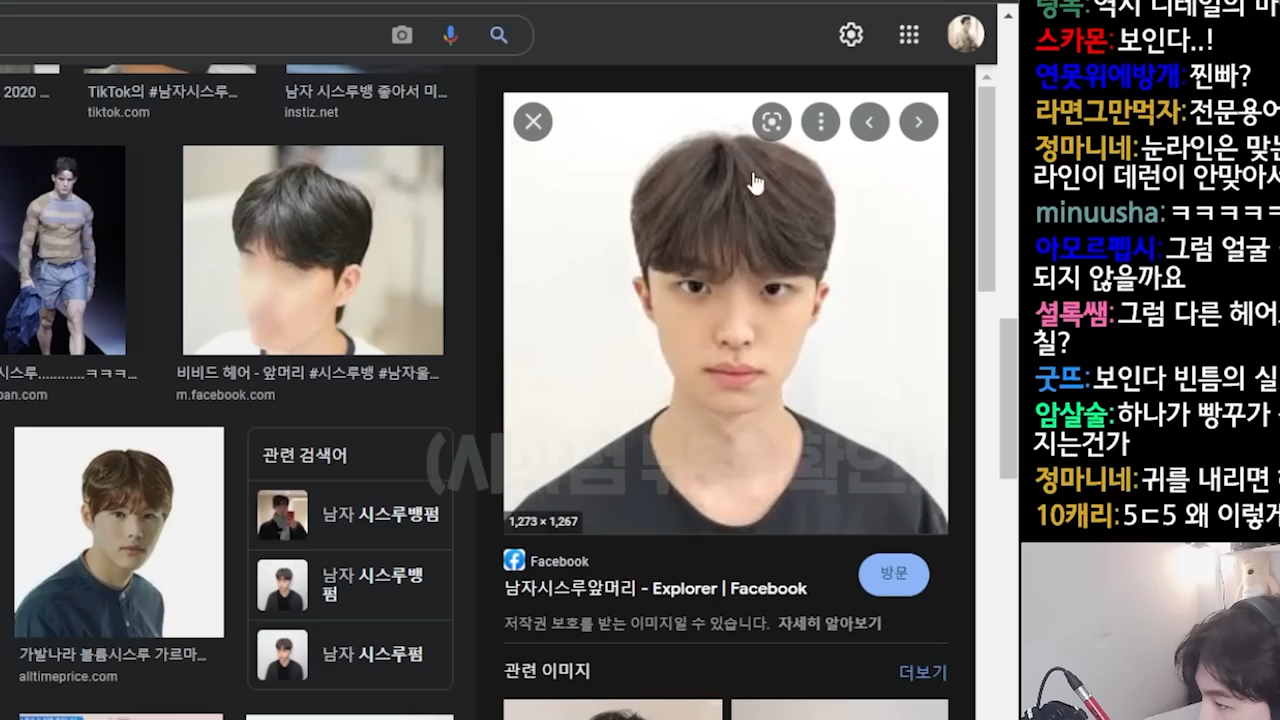 2020 ...
TikTok의 #남자시스루...
tiktok.com
남자 시스루뱅 좋아서 미...
instiz.net
시스루............ㅋㅋㅋ...
pan.com
비비드 헤어 - 앞머리 #시스루뱅 #남자울...
m.facebook.com
가발나라 볼륨시스루 가르마...
alltimeprice.com
관련 검색어
남자 시스루뱅펌
남자 시스루뱅
펌
남자 시스루펌
1,273 × 1,267
Facebook
남자시스루앞머리 - Explorer | Facebook
방문
저작권 보호를 받는 이미지일 수 있습니다. 자세히 알아보기
관련 이미지
더보기
역시 디테일의 마
스카몬:보인다..!
연못위에방개:찐빠?
라면그만먹자:전문용어
정마니네:눈라인은 맞는
라인이 데런이 안맞아서
minuusha:ㅋㅋㅋㅋㅋ
아모르펩시:그럼 얼굴
되지 않을까요
셜록쌤:그럼 다른 헤어
칠?
굿뜨:보인다 빈틈의 실
암살술:하나가 빵꾸가
지는건가
정마니네:귀를 내리면
10캐리:5ㄷ5 왜 이렇게